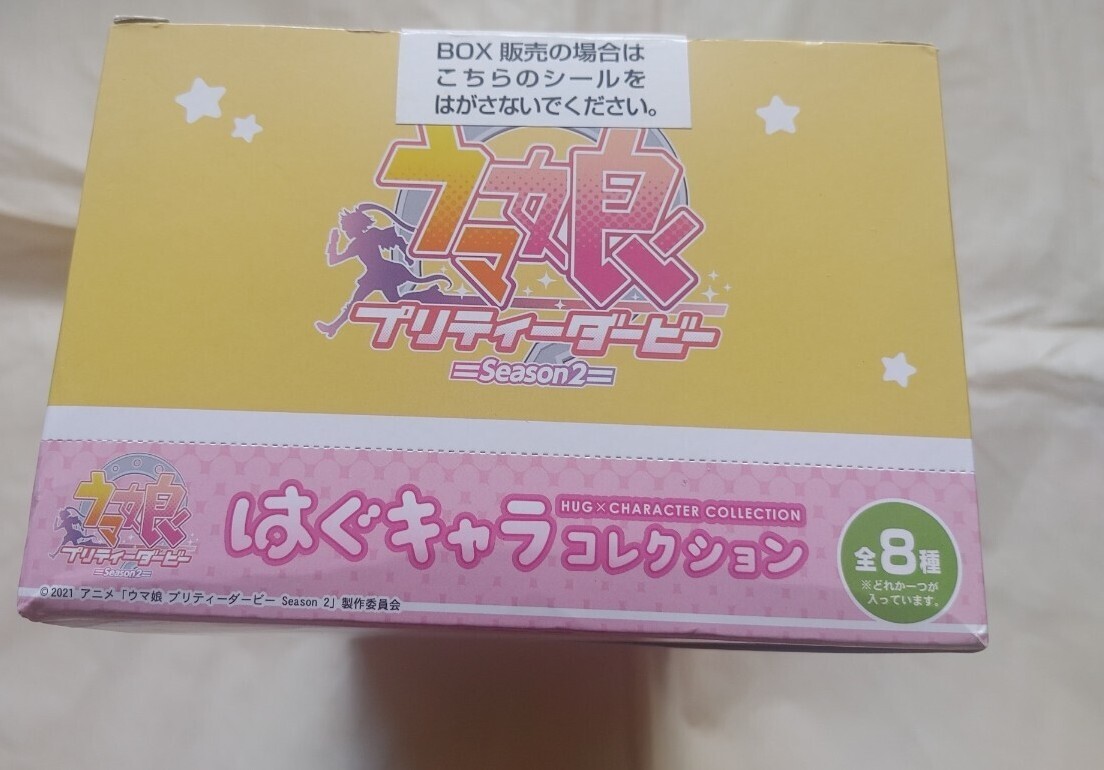 BOX 販売の場合は
こちらのシールを
はがさないでください。
ウマ娘
プリティーダービー
Season2
ウマ娘
プリティーダービー
Season2
はぐキャラ
HUG×CHARACTER COLLECTION
コレクション
全8種
※どれか一つが
入っています。
©2021 アニメ「ウマ娘 プリティーダービー Season 2」製作委員会